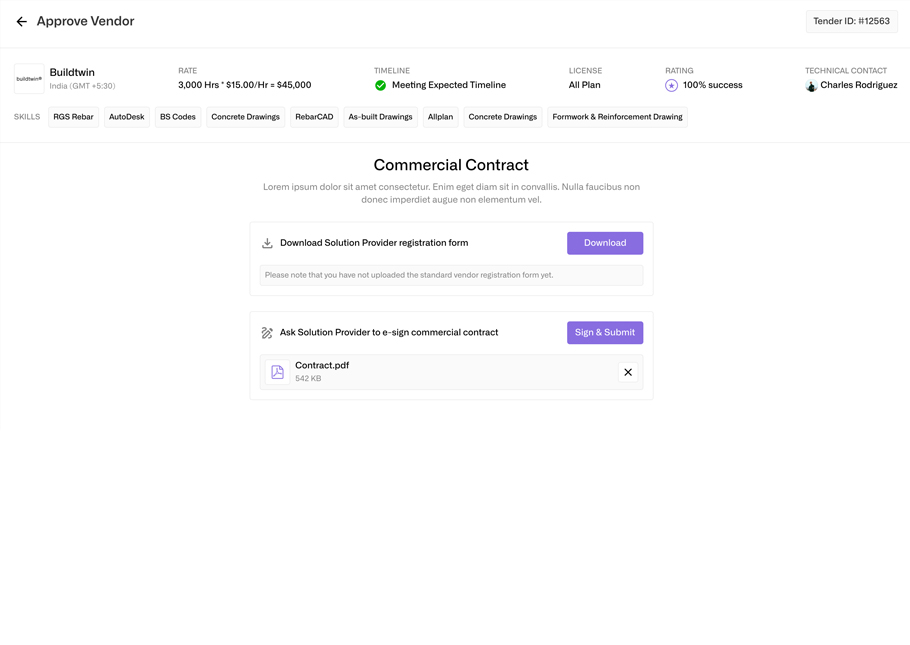 Approve Vendor
Tender ID: #12563
buildtwin
Buildtwin
India (GMT +5:30)
RATE
3,000 Hrs * $15.00/Hr = $45,000
TIMELINE
Meeting Expected Timeline
LICENSE
All Plan
RATING
100% success
TECHNICAL CONTACT
Charles Rodriguez
SKILLS
RGS Rebar
AutoDesk
BS Codes
Concrete Drawings
RebarCAD
As-built Drawings
Allplan
Concrete Drawings
Formwork & Reinforcement Drawing
Commercial Contract
Lorem ipsum dolor sit amet consectetur. Enim eget diam sit in convallis. Nulla faucibus non
donec imperdiet augue non elementum vel.
Download Solution Provider registration form
Download
Please note that you have not uploaded the standard vendor registration form yet.
Ask Solution Provider to e-sign commercial contract
Sign & Submit
Contract.pdf
542 KB